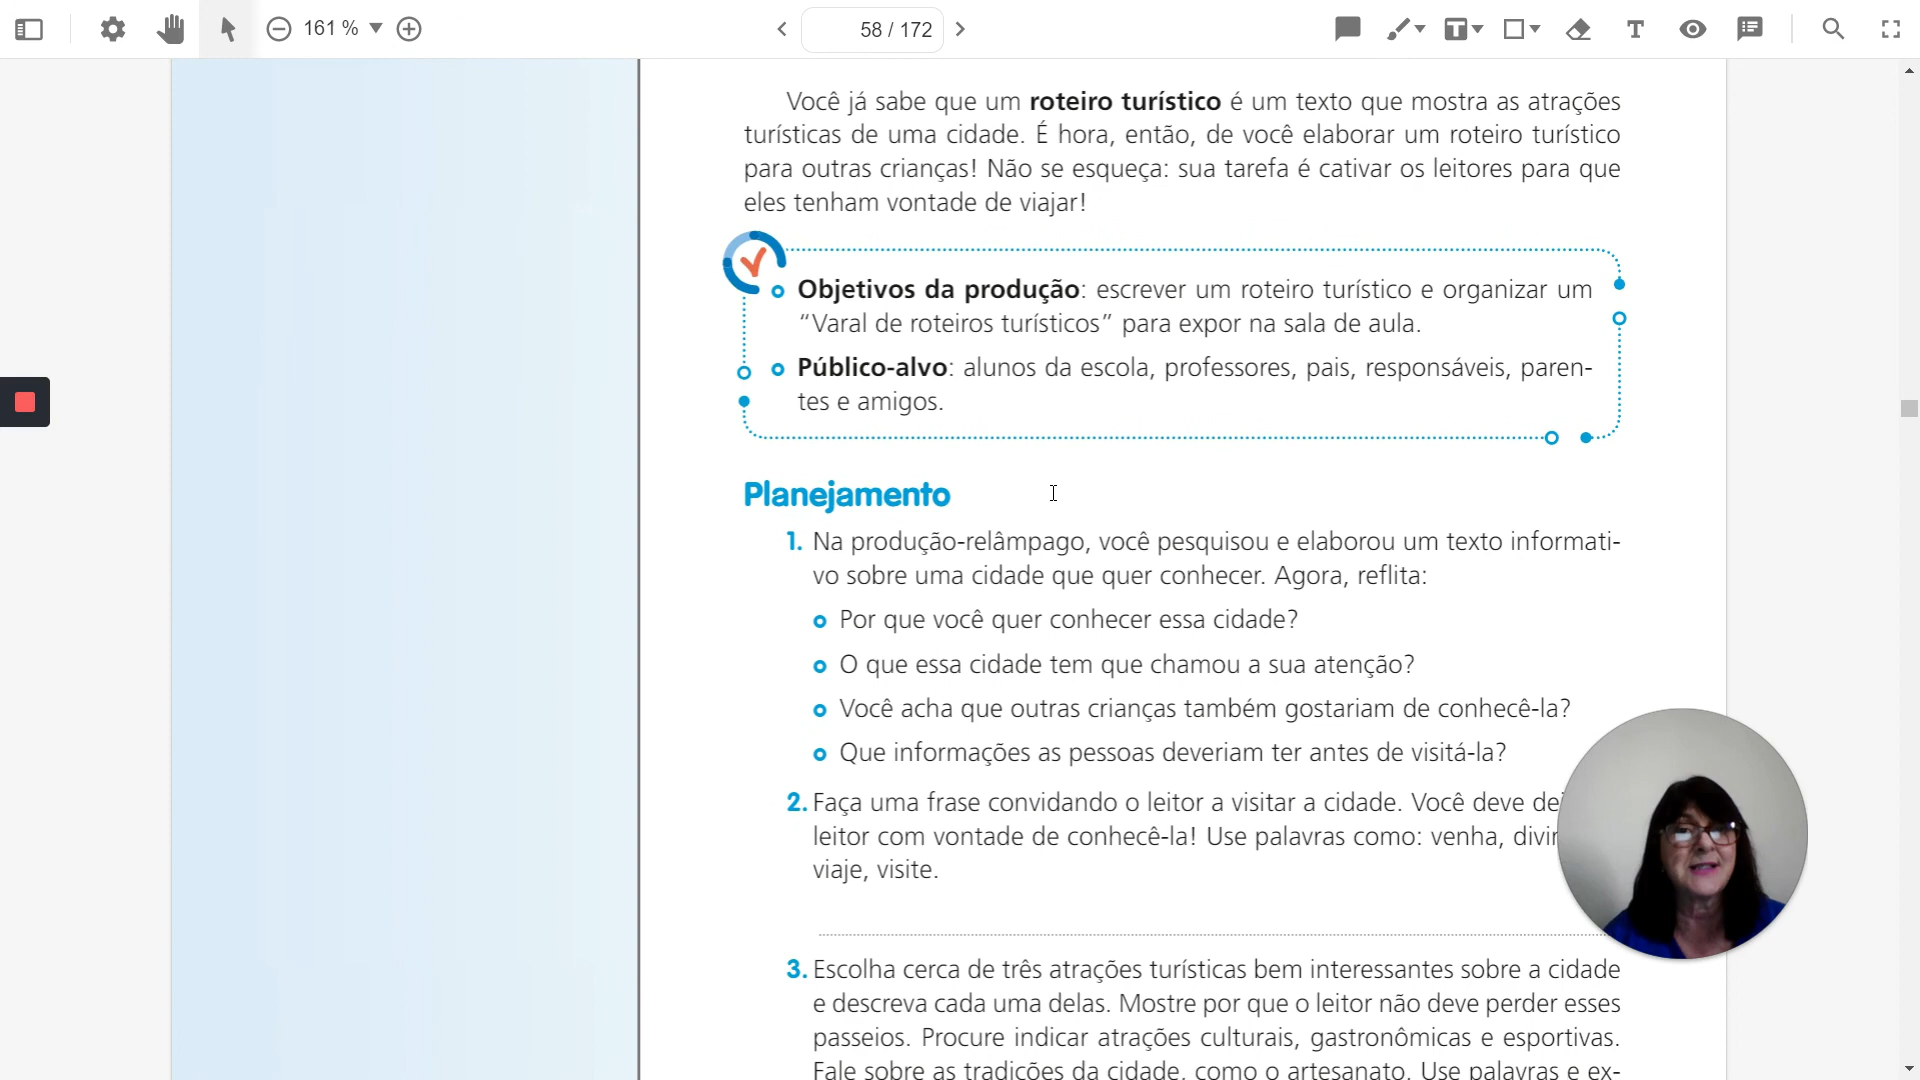 161 %
58 / 172
Você já sabe que um roteiro turístico é um texto que mostra as atrações
turísticas de uma cidade. É hora, então, de você elaborar um roteiro turístico
para outras crianças! Não se esqueça: sua tarefa é cativar os leitores para que
eles tenham vontade de viajar!
Objetivos da produção: escrever um roteiro turístico e organizar um
“Varal de roteiros turísticos” para expor na sala de aula.
Público-alvo: alunos da escola, professores, pais, responsáveis, paren-
tes e amigos.
Planejamento
1. Na produção-relâmpago, você pesquisou e elaborou um texto informati-
vo sobre uma cidade que quer conhecer. Agora, reflita:
Por que você quer conhecer essa cidade?
O que essa cidade tem que chamou a sua atenção?
Você acha que outras crianças também gostariam de conhecê-la?
Que informações as pessoas deveriam ter antes de visitá-la?
2. Faça uma frase convidando o leitor a visitar a cidade. Você deve
leitor com vontade de conhecê-la! Use palavras como: venha,
viaje, visite.
3. Escolha cerca de três atrações turísticas bem interessantes sobre a cidade
e descreva cada uma delas. Mostre por que o leitor não deve perder esses
passeios. Procure indicar atrações culturais, gastronômicas e esportivas.
Fale sobre as tradições da cidade, como o artesanato. Use palavras e ex-